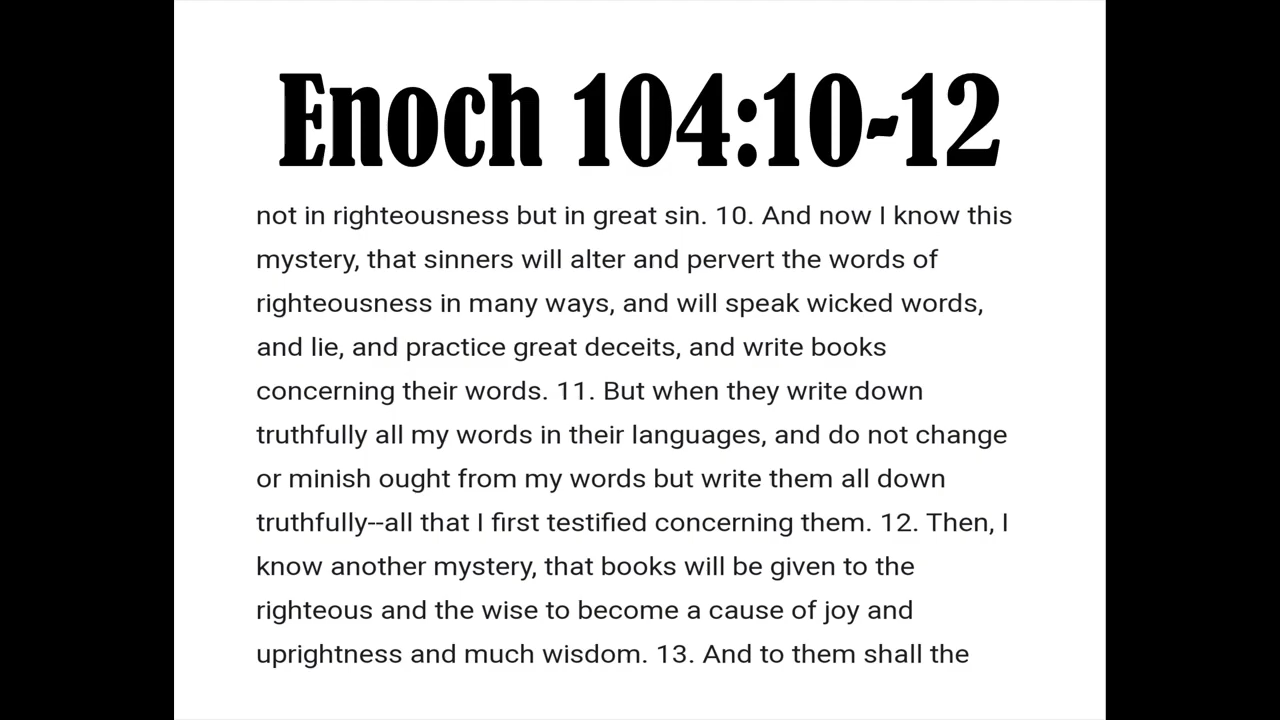 Enoch 104:10-12
not in righteousness but in great sin. 10. And now I know this
mystery, that sinners will alter and pervert the words of
righteousness in many ways, and will speak wicked words,
and lie, and practice great deceits, and write books
concerning their words. 11. But when they write down
truthfully all my words in their languages, and do not change
or minish ought from my words but write them all down
truthfully--all that I first testified concerning them. 12. Then, I
know another mystery, that books will be given to the
righteous and the wise to become a cause of joy and
uprightness and much wisdom. 13. And to them shall the